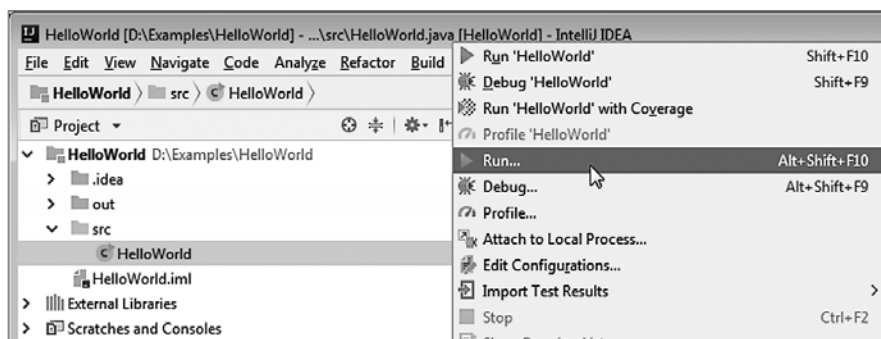 HelloWorld [D:\Examples\HelloWorld] - ...\src\HelloWorld.java [HelloWorld] - IntelliJ IDEA
File Edit View Navigate Code Analyze Refactor Build
HelloWorld src HelloWorld
Project
HelloWorld D:\Examples\HelloWorld
.idea
out
src
HelloWorld
HelloWorld.iml
External Libraries
Scratches and Consoles
Run 'HelloWorld' Shift+F10
Debug 'HelloWorld' Shift+F9
Run 'HelloWorld' with Coverage
Profile 'HelloWorld'
Run... Alt+Shift+F10
Debug... Alt+Shift+F9
Profile...
Attach to Local Process...
Edit Configurations...
Import Test Results
Stop Ctrl+F2